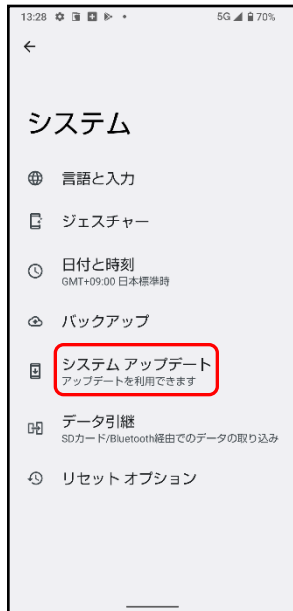 13:28 5G 70%
システム
言語と入力
ジェスチャー
日付と時刻
GMT+09:00 日本標準時
バックアップ
システム アップデート
アップデートを利用できます
データ引継
SDカード/Bluetooth経由でのデータの取り込み
リセット オプション